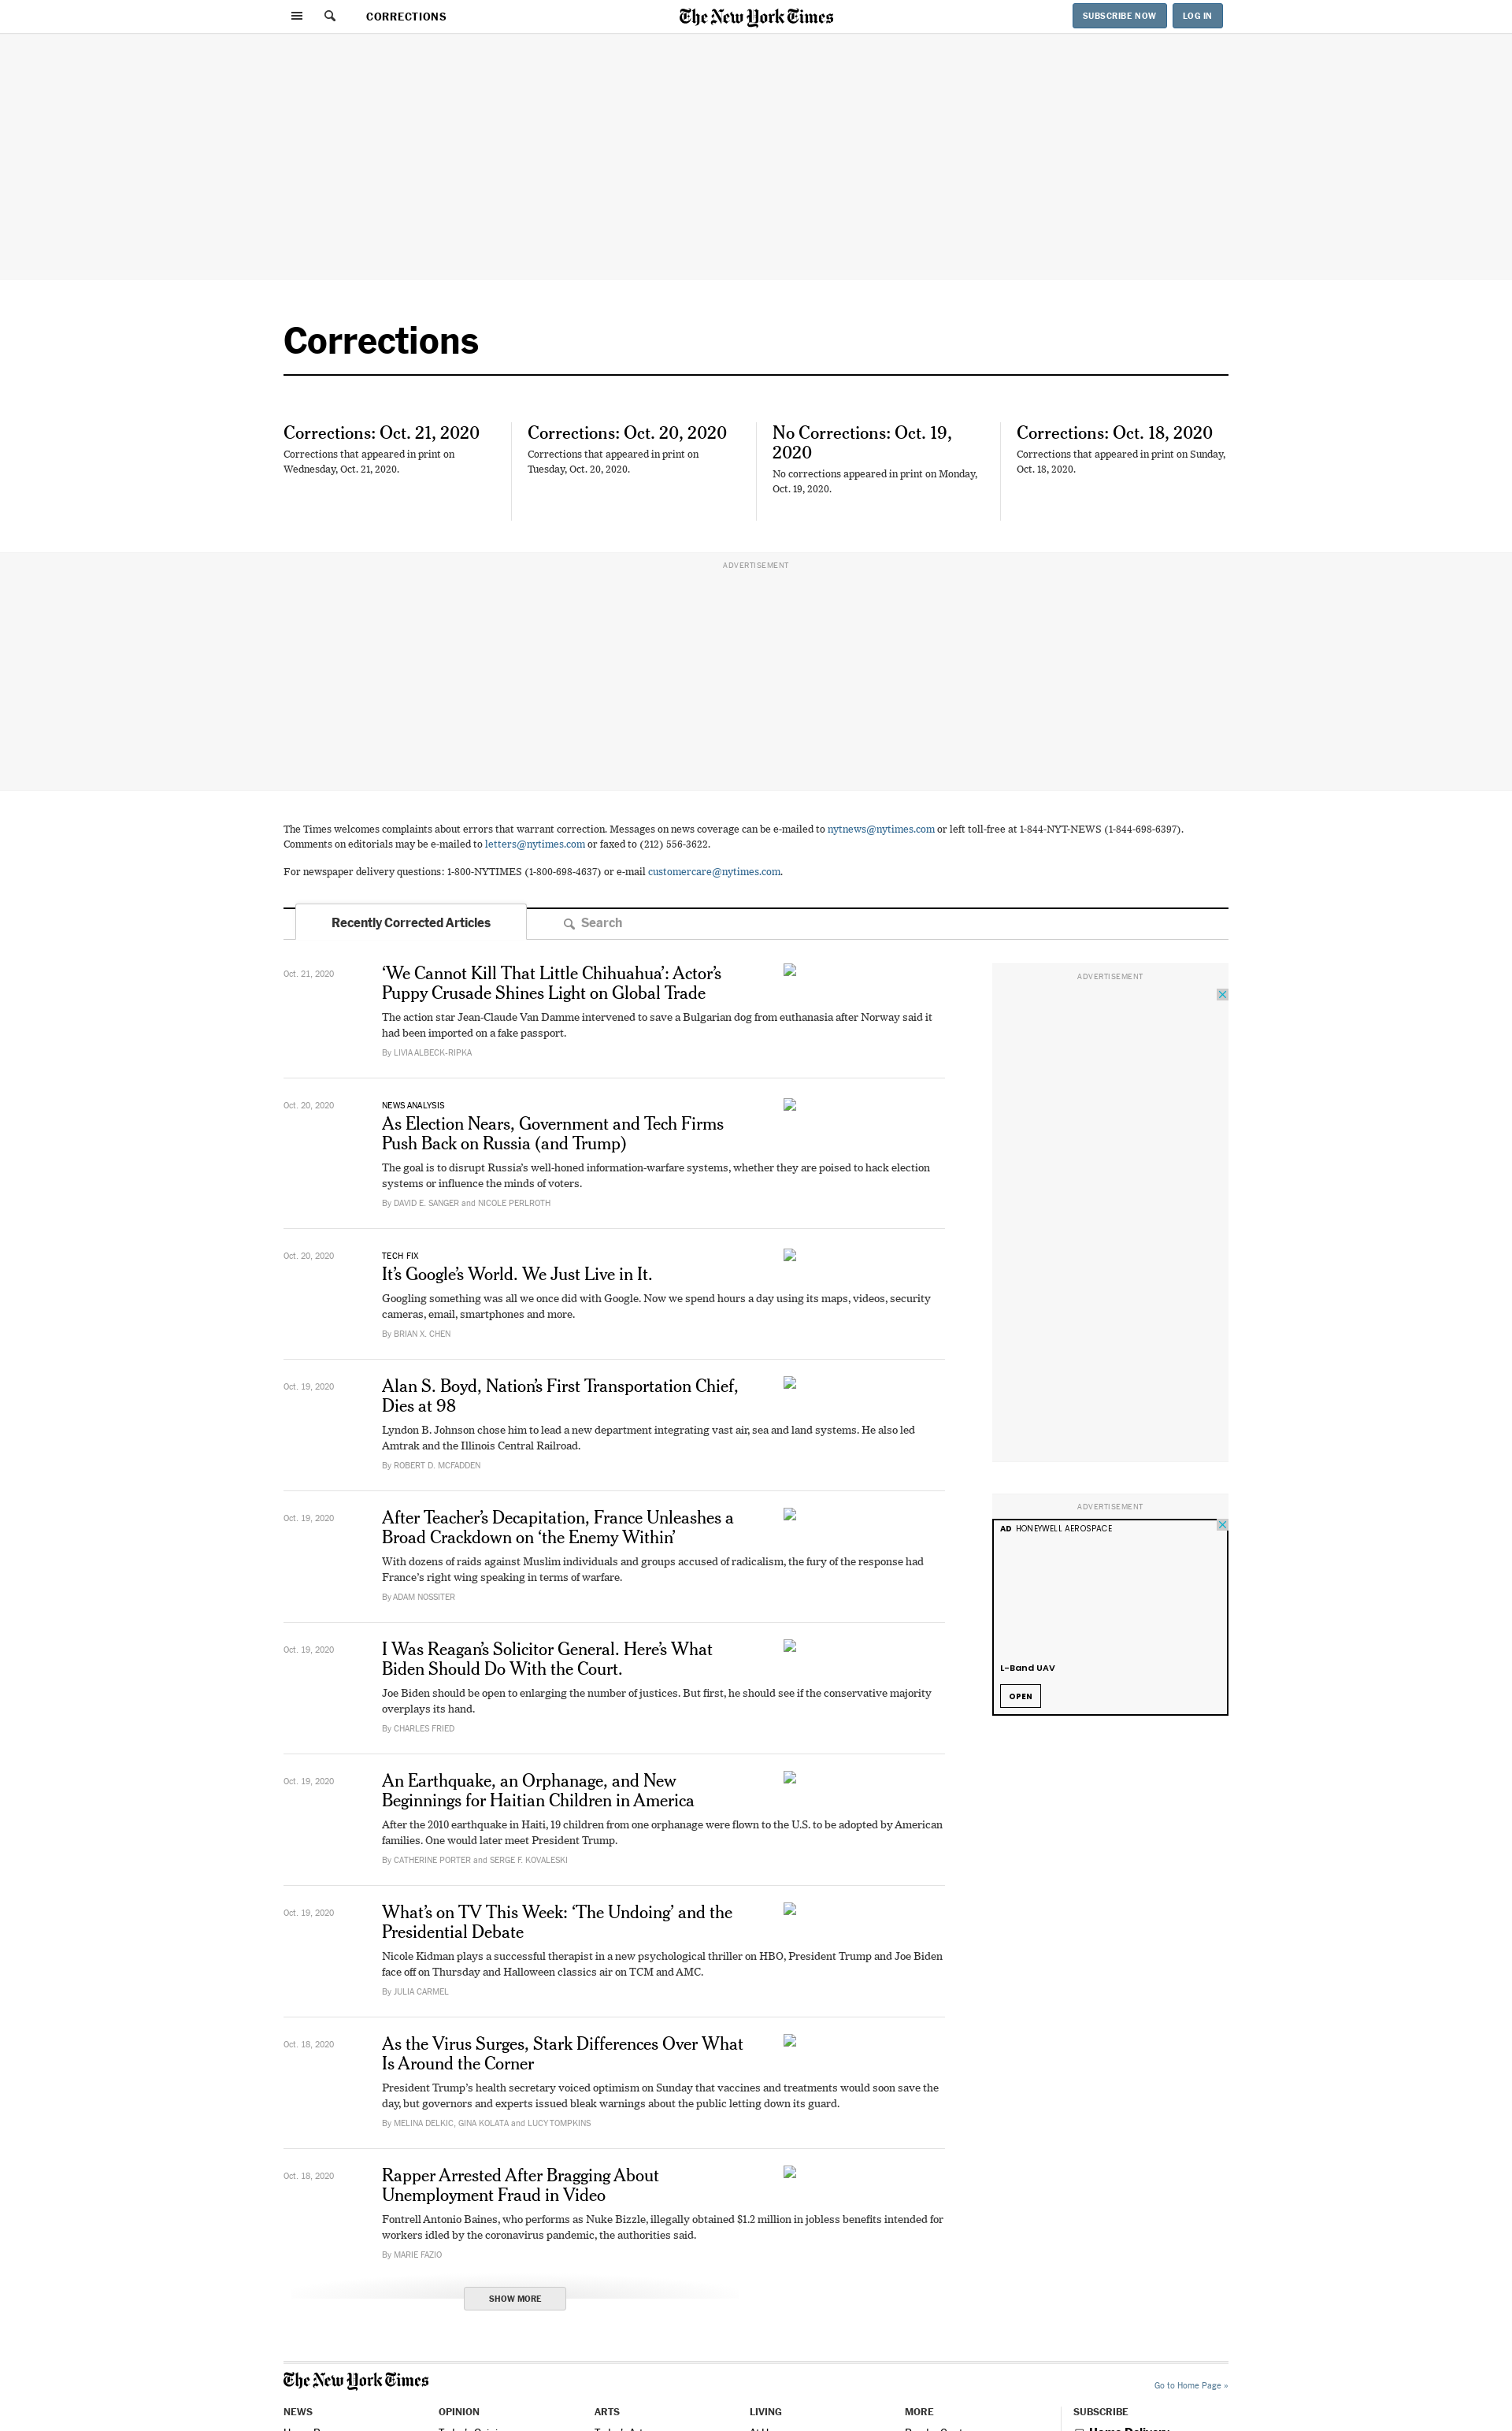 CORRECTIONS
The New York Times
SUBSCRIBE NOW
LOG IN
Corrections
Corrections: Oct. 21, 2020
Corrections that appeared in print on
Wednesday, Oct. 21, 2020.
Corrections: Oct. 20, 2020
Corrections that appeared in print on
Tuesday, Oct. 20, 2020.
No Corrections: Oct. 19,
2020
No corrections appeared in print on Monday,
Oct. 19, 2020.
Corrections: Oct. 18, 2020
Corrections that appeared in print on Sunday,
Oct. 18, 2020.
ADVERTISEMENT
The Times welcomes complaints about errors that warrant correction. Messages on news coverage can be e-mailed to nytnews@nytimes.com or left toll-free at 1-844-NYT-NEWS (1-844-698-6397).
Comments on editorials may be e-mailed to letters@nytimes.com or faxed to (212) 556-3622.
For newspaper delivery questions: 1-800-NYTIMES (1-800-698-4637) or e-mail customercare@nytimes.com.
Recently Corrected Articles
Search
Oct. 21, 2020
‘We Cannot Kill That Little Chihuahua’: Actor’s
Puppy Crusade Shines Light on Global Trade
The action star Jean-Claude Van Damme intervened to save a Bulgarian dog from euthanasia after Norway said it
had been imported on a fake passport.
By LIVIA ALBECK-RIPKA
Oct. 20, 2020
NEWS ANALYSIS
As Election Nears, Government and Tech Firms
Push Back on Russia (and Trump)
The goal is to disrupt Russia’s well-honed information-warfare systems, whether they are poised to hack election
systems or influence the minds of voters.
By DAVID E. SANGER and NICOLE PERLROTH
Oct. 20, 2020
TECH FIX
It’s Google’s World. We Just Live in It.
Googling something was all we once did with Google. Now we spend hours a day using its maps, videos, security
cameras, email, smartphones and more.
By BRIAN X. CHEN
Oct. 19, 2020
Alan S. Boyd, Nation’s First Transportation Chief,
Dies at 98
Lyndon B. Johnson chose him to lead a new department integrating vast air, sea and land systems. He also led
Amtrak and the Illinois Central Railroad.
By ROBERT D. MCFADDEN
Oct. 19, 2020
After Teacher’s Decapitation, France Unleashes a
Broad Crackdown on ‘the Enemy Within’
With dozens of raids against Muslim individuals and groups accused of radicalism, the fury of the response had
France’s right wing speaking in terms of warfare.
By ADAM NOSSITER
Oct. 19, 2020
I Was Reagan’s Solicitor General. Here’s What
Biden Should Do With the Court.
Joe Biden should be open to enlarging the number of justices. But first, he should see if the conservative majority
overplays its hand.
By CHARLES FRIED
Oct. 19, 2020
An Earthquake, an Orphanage, and New
Beginnings for Haitian Children in America
After the 2010 earthquake in Haiti, 19 children from one orphanage were flown to the U.S. to be adopted by American
families. One would later meet President Trump.
By CATHERINE PORTER and SERGE F. KOVALESKI
Oct. 19, 2020
What’s on TV This Week: ‘The Undoing’ and the
Presidential Debate
Nicole Kidman plays a successful therapist in a new psychological thriller on HBO, President Trump and Joe Biden
face off on Thursday and Halloween classics air on TCM and AMC.
By JULIA CARMEL
Oct. 18, 2020
As the Virus Surges, Stark Differences Over What
Is Around the Corner
President Trump’s health secretary voiced optimism on Sunday that vaccines and treatments would soon save the
day, but governors and experts issued bleak warnings about the public letting down its guard.
By MELINA DELKIC, GINA KOLATA and LUCY TOMPKINS
Oct. 18, 2020
Rapper Arrested After Bragging About
Unemployment Fraud in Video
Fontrell Antonio Baines, who performs as Nuke Bizzle, illegally obtained $1.2 million in jobless benefits intended for
workers idled by the coronavirus pandemic, the authorities said.
By MARIE FAZIO
SHOW MORE
ADVERTISEMENT
ADVERTISEMENT
AD HONEYWELL AEROSPACE
L-Band UAV
OPEN
The New York Times
Go to Home Page »
NEWS
OPINION
ARTS
LIVING
MORE
SUBSCRIBE
Home Delivery